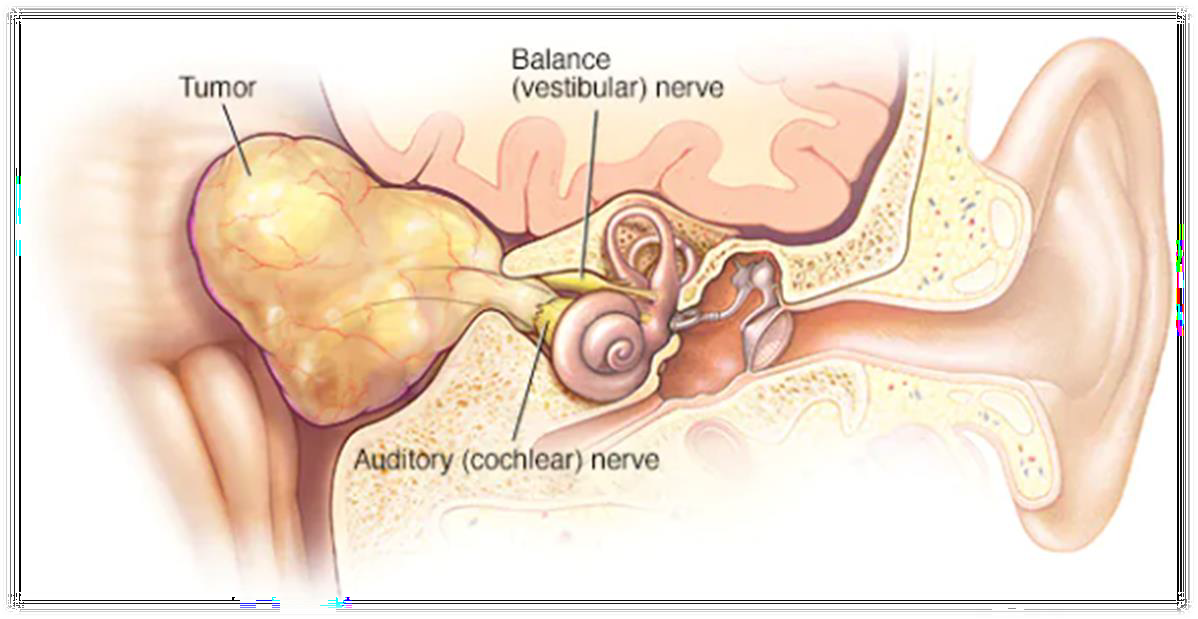 Tumor
Balance
(vestibular) nerve
Auditory (cochlear) nerve